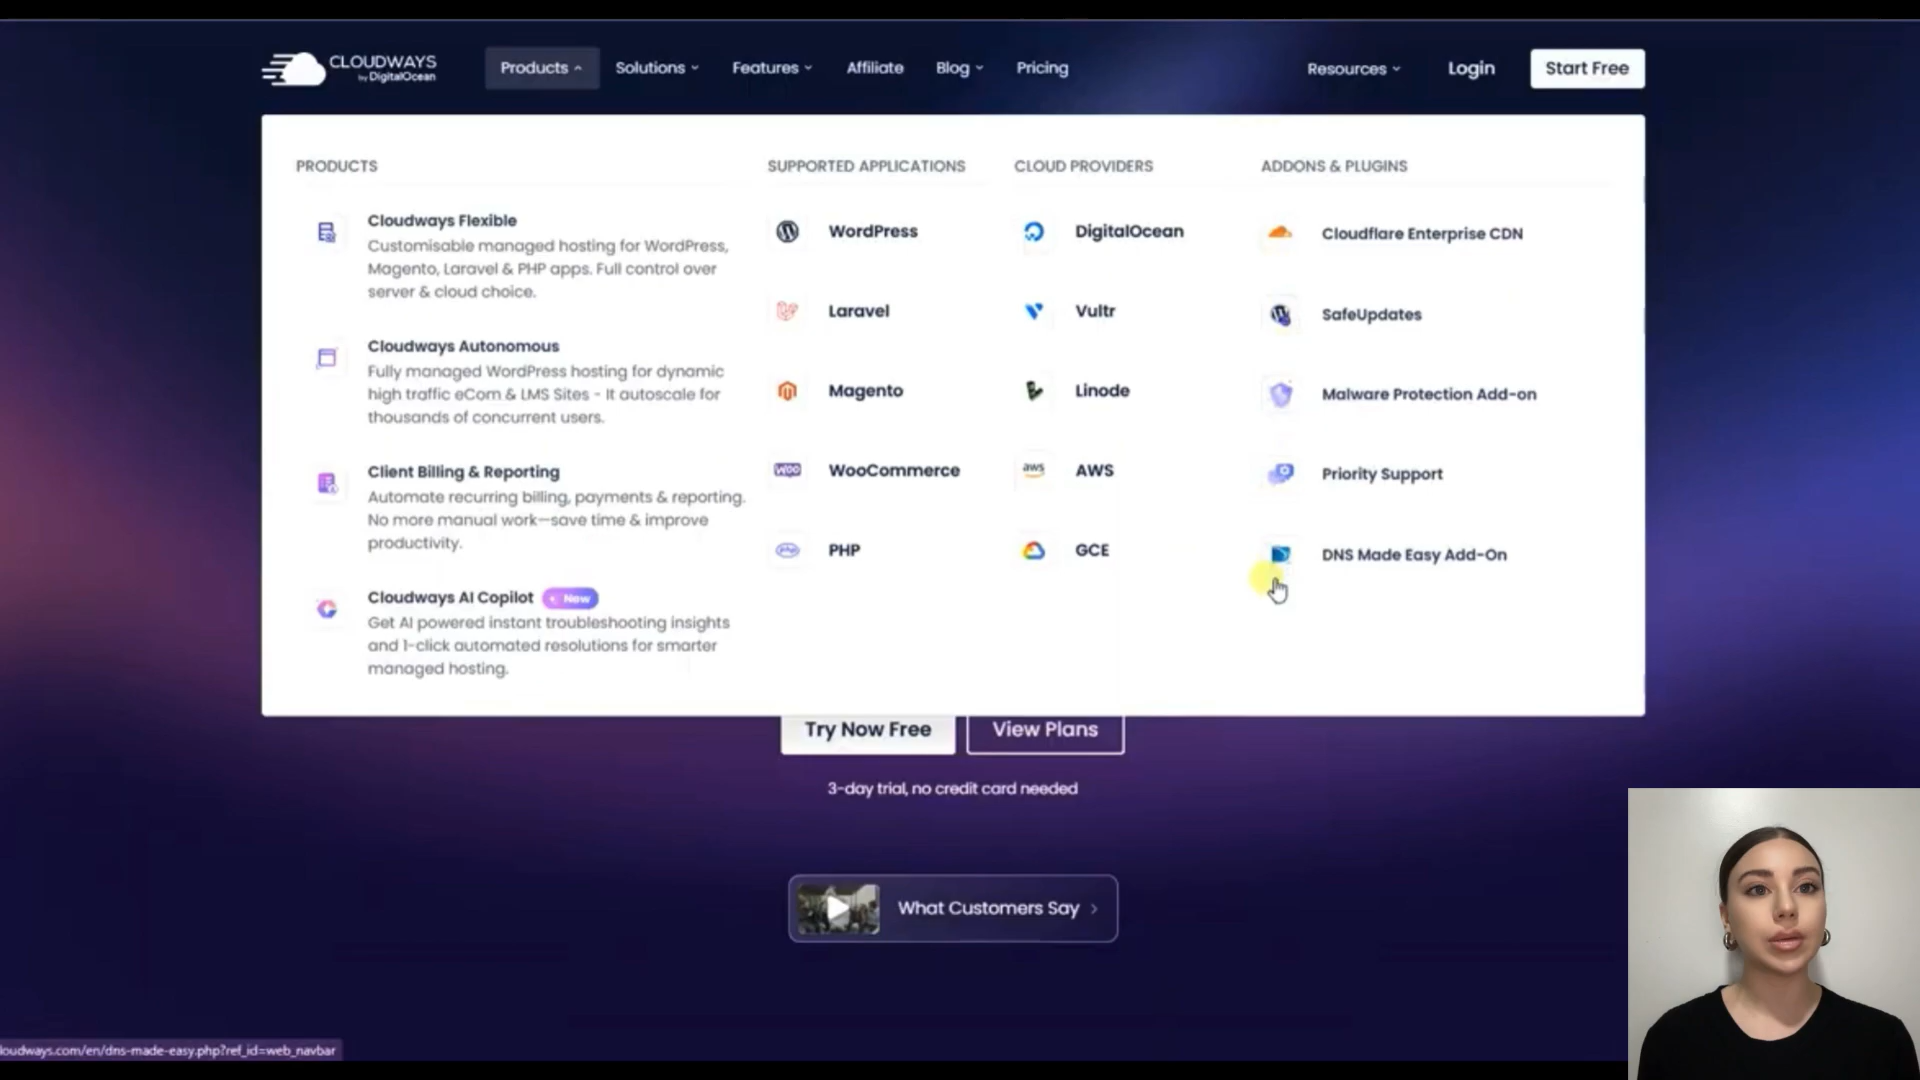 CLOUDWAYS
by DigitalOcean
Products
Solutions
Features
Affiliate
Blog
Pricing
Resources
Login
Start Free
PRODUCTS
Cloudways Flexible
Customisable managed hosting for WordPress,
Magento, Laravel & PHP apps. Full control over
server & cloud choice.
Cloudways Autonomous
Fully managed WordPress hosting for dynamic
high traffic eCom & LMS Sites - It autoscale for
thousands of concurrent users.
Client Billing & Reporting
Automate recurring billing, payments & reporting.
No more manual work—save time & improve
productivity.
Cloudways AI Copilot New
Get AI powered instant troubleshooting insights
and 1-click automated resolutions for smarter
managed hosting.
SUPPORTED APPLICATIONS
WordPress
Laravel
Magento
woo WooCommerce
php PHP
CLOUD PROVIDERS
DigitalOcean
Vultr
Linode
aws AWS
GCE
ADDONS & PLUGINS
Cloudflare Enterprise CDN
SafeUpdates
Malware Protection Add-on
Priority Support
DNS Made Easy Add-On
Try Now Free
View Plans
3-day trial, no credit card needed
What Customers Say
loudways.com/en/dns-made-easy.php?ref_id=web_navbar